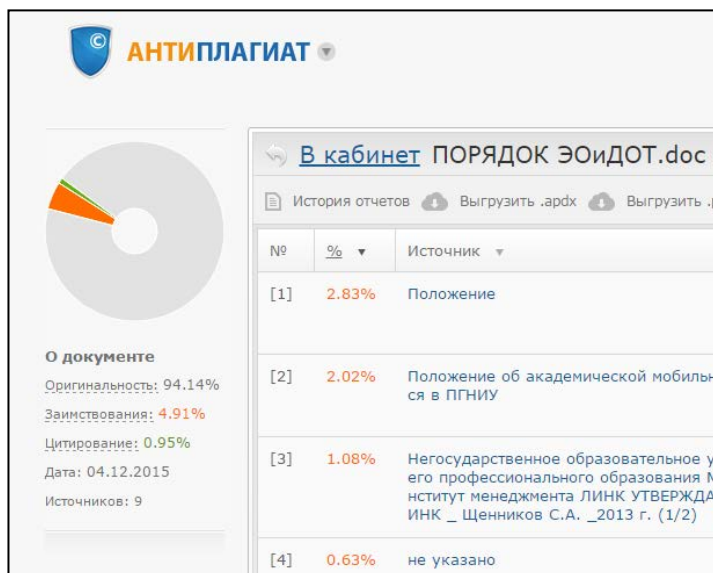 АНТИПЛАГИАТ
В кабинет ПОРЯДОК ЭОиДОТ.doc
История отчетов Выгрузить .apdx Выгрузить
№ % Источник
[1] 2.83% Положение
[2] 2.02% Положение об академической
ся в ПГНИУ
[3] 1.08% Негосударственное образовательное
его профессионального образования
нститут менеджмента ЛИНК
ИНК _ Щенников С.А. _2013 г. (1/2)
[4] 0.63% не указано
О документе
Оригинальность: 94.14%
Заимствования: 4.91%
Цитирование: 0.95%
Дата: 04.12.2015
Источников: 9